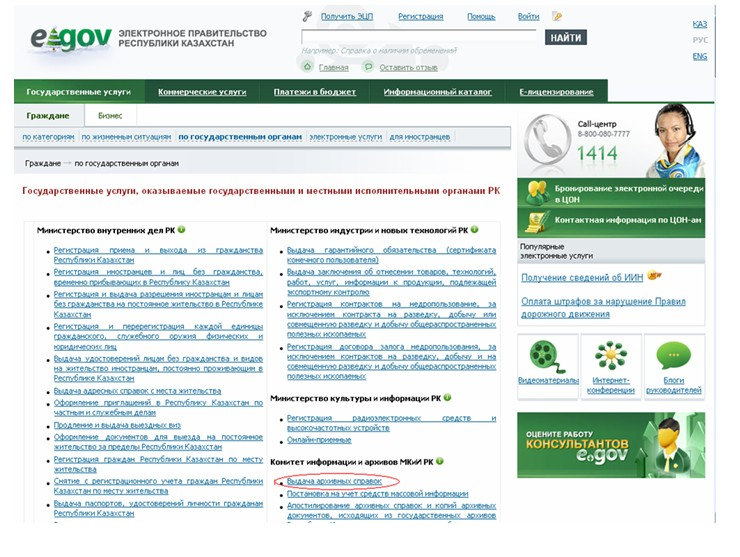 Получить ЭЦП Регистрация Помощь Войти
ҚАЗ
РУС
ENG
e.gov ЭЛЕКТРОННОЕ ПРАВИТЕЛЬСТВО
РЕСПУБЛИКИ КАЗАХСТАН
НАЙТИ
Например: Справка о наличии обременений
Главная Оставить отзыв
Государственные услуги Коммерческие услуги Платежи в бюджет Информационный каталог Е-лицензирование
Граждане Бизнес
по категориям по жизненным ситуациям по государственным органам электронные услуги для иностранцев
Граждане → по государственным органам
Государственные услуги, оказываемые государственными и местными исполнительными органами РК
Министерство внутренних дел РК
Регистрация приема и выхода из гражданства
Республики Казахстан
Регистрация иностранцев и лиц без гражданства,
временно прибывающих в Республику Казахстан
Регистрация и выдача разрешения иностранцам и лицам
без гражданства на постоянное жительство в Республике
Казахстан
Регистрация и перерегистрация каждой единицы
гражданского, служебного оружия физических и
юридических лиц
Выдача удостоверений лицам без гражданства и видов
на жительство иностранцам, постоянно проживающим в
Республике Казахстан
Выдача адресных справок с места жительства
Оформление приглашений в Республику Казахстан по
частным и служебным делам
Продление и выдача выездных виз
Оформление документов для выезда на постоянное
жительство за пределы Республики Казахстан
Регистрация граждан Республики Казахстан по месту
жительства
Снятие с регистрационного учета граждан Республики
Казахстан по месту жительства
Выдача паспортов, удостоверений личности гражданам
Республики Казахстан
Министерство индустрии и новых технологий РК
Выдача гарантийного обязательства (сертификата
конечного пользователя)
Выдача заключения об отнесении товаров, технологий,
работ, услуг, информации к продукции, подлежащей
экспортному контролю
Регистрация контрактов на недропользование, за
исключением контракта на разведку, добычу или
совмещенную разведку и добычу общераспространенных
полезных ископаемых
Регистрация договора залога недропользования, за
исключением контракта на разведку, добычу и на
совмещенную разведку и добычу общераспространенных
полезных ископаемых
Министерство культуры и информации РК
Регистрация радиоэлектронных средств и
высокочастотных устройств
Онлайн-приемные
Комитет информации и архивов МКиИ РК
Выдача архивных справок
Постановка на учет средств массовой информации
Апостилирование архивных справок и копий архивных
документов, исходящих из государственных архивов
Call-центр
8-800-080-7777
1414
Бронирование электронной очереди
в ЦОН
Контактная информация по ЦОН-ам
Популярные
электронные услуги
Получение сведений об ИИН
Оплата штрафов за нарушение Правил
дорожного движения
Видеоматериалы
Интернет-
конференции
Блоги
руководителей
ОЦЕНИТЕ РАБОТУ
КОНСУЛЬТАНТОВ
e.gov